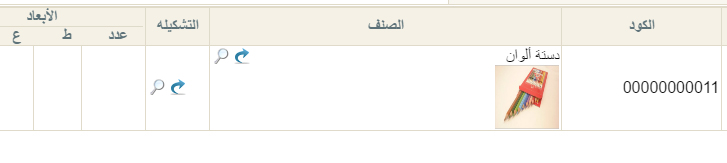 الكود الصنف التشكيله الأبعاد
عدد ط ع
00000000011 دستة ألوان